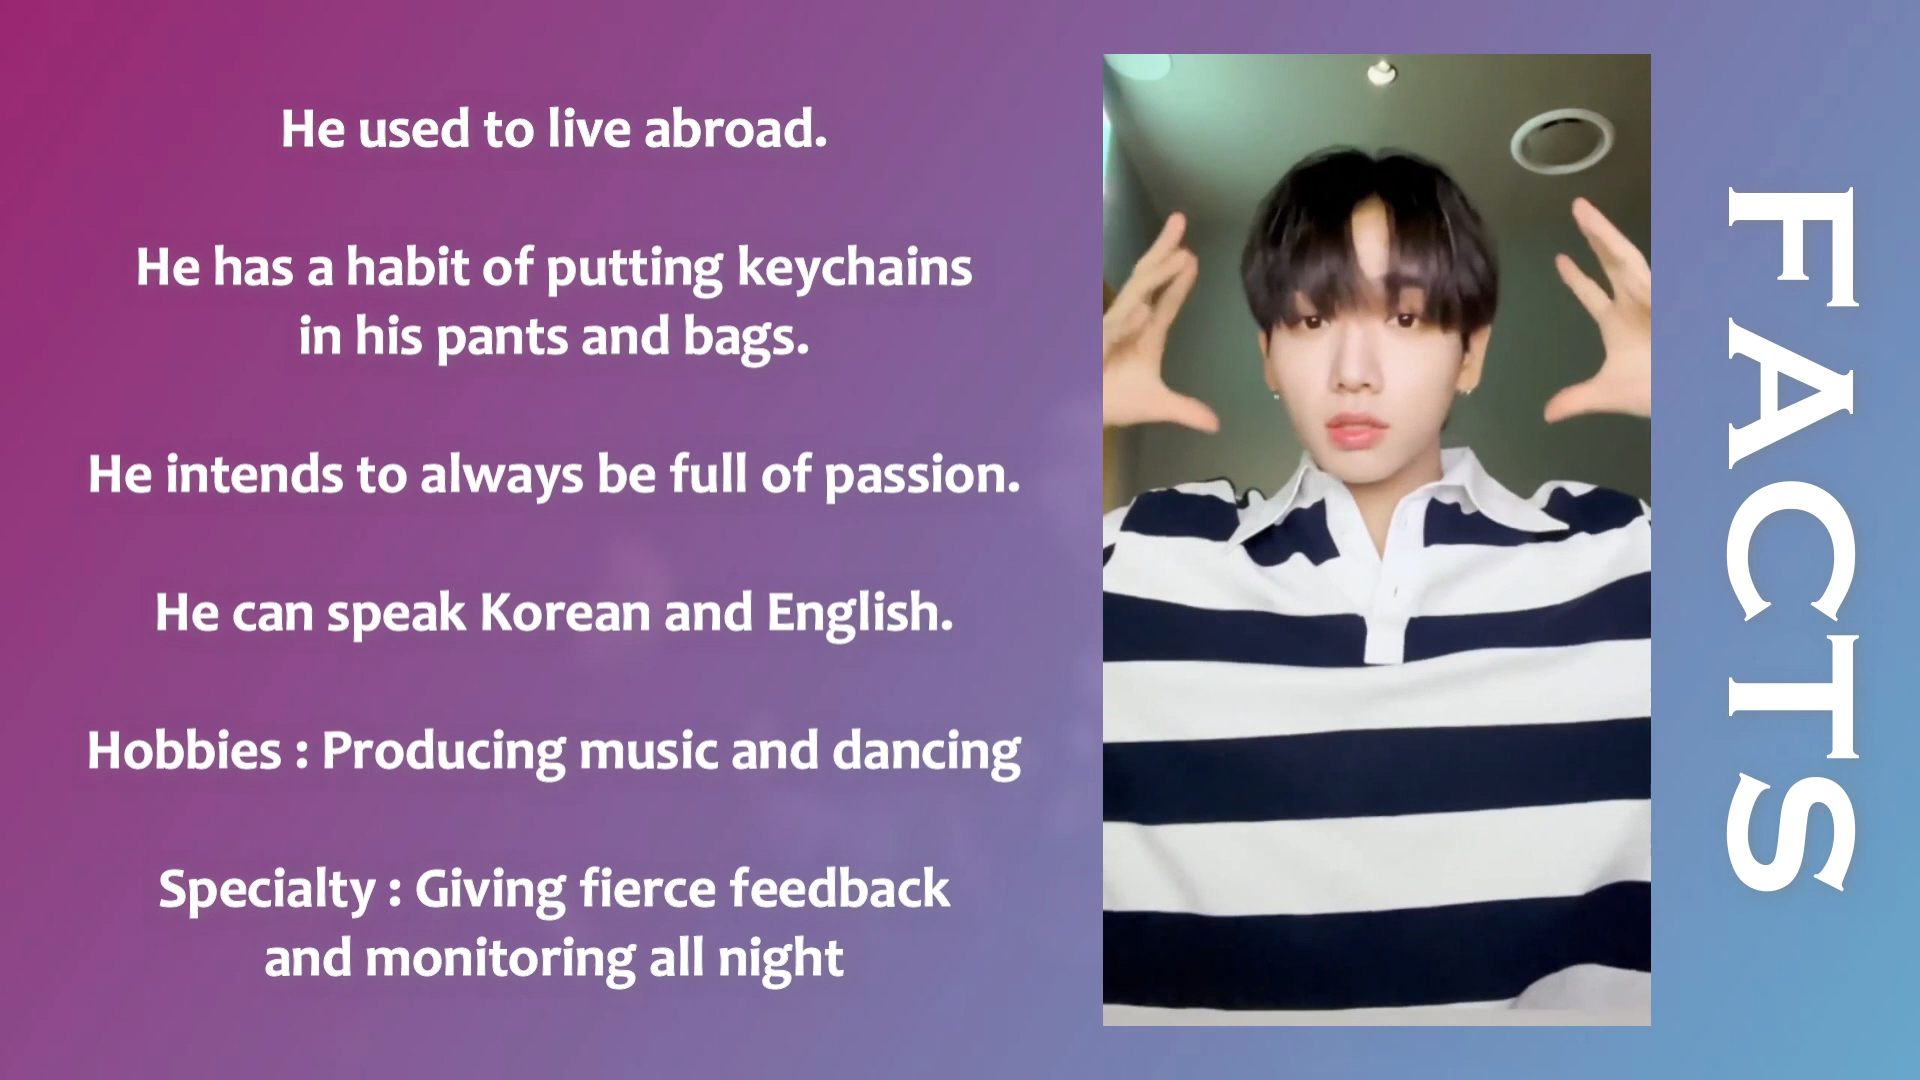 He used to live abroad.
He has a habit of putting keychains
in his pants and bags.
He intends to always be full of passion.
He can speak Korean and English.
Hobbies : Producing music and dancing
Specialty : Giving fierce feedback
and monitoring all night
FACTS